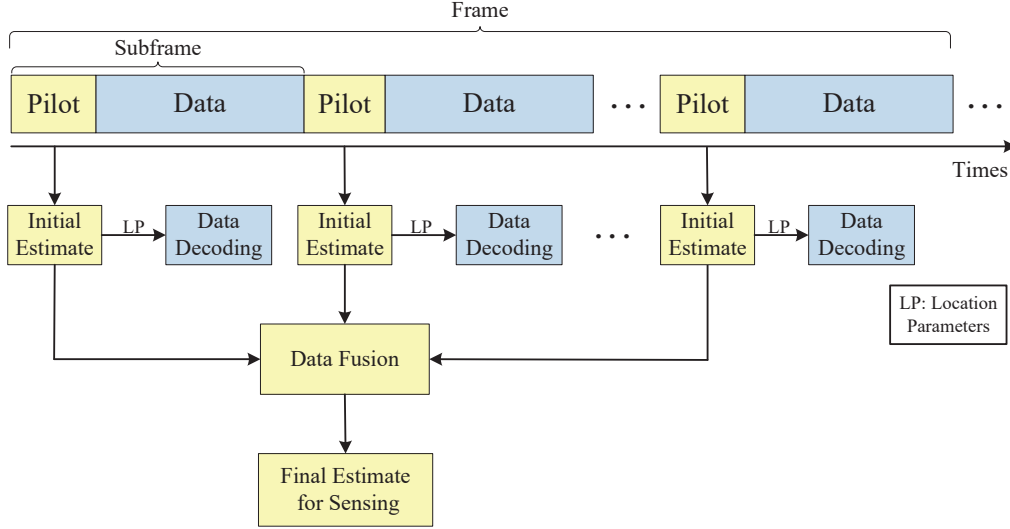 Frame
Subframe
Pilot Data Pilot Data ... Pilot Data ...
Times
Initial
Estimate
LP
Data
Decoding
Initial
Estimate
LP
Data
Decoding
...
Initial
Estimate
LP
Data
Decoding
LP: Location
Parameters
Data Fusion
Final Estimate
for Sensing